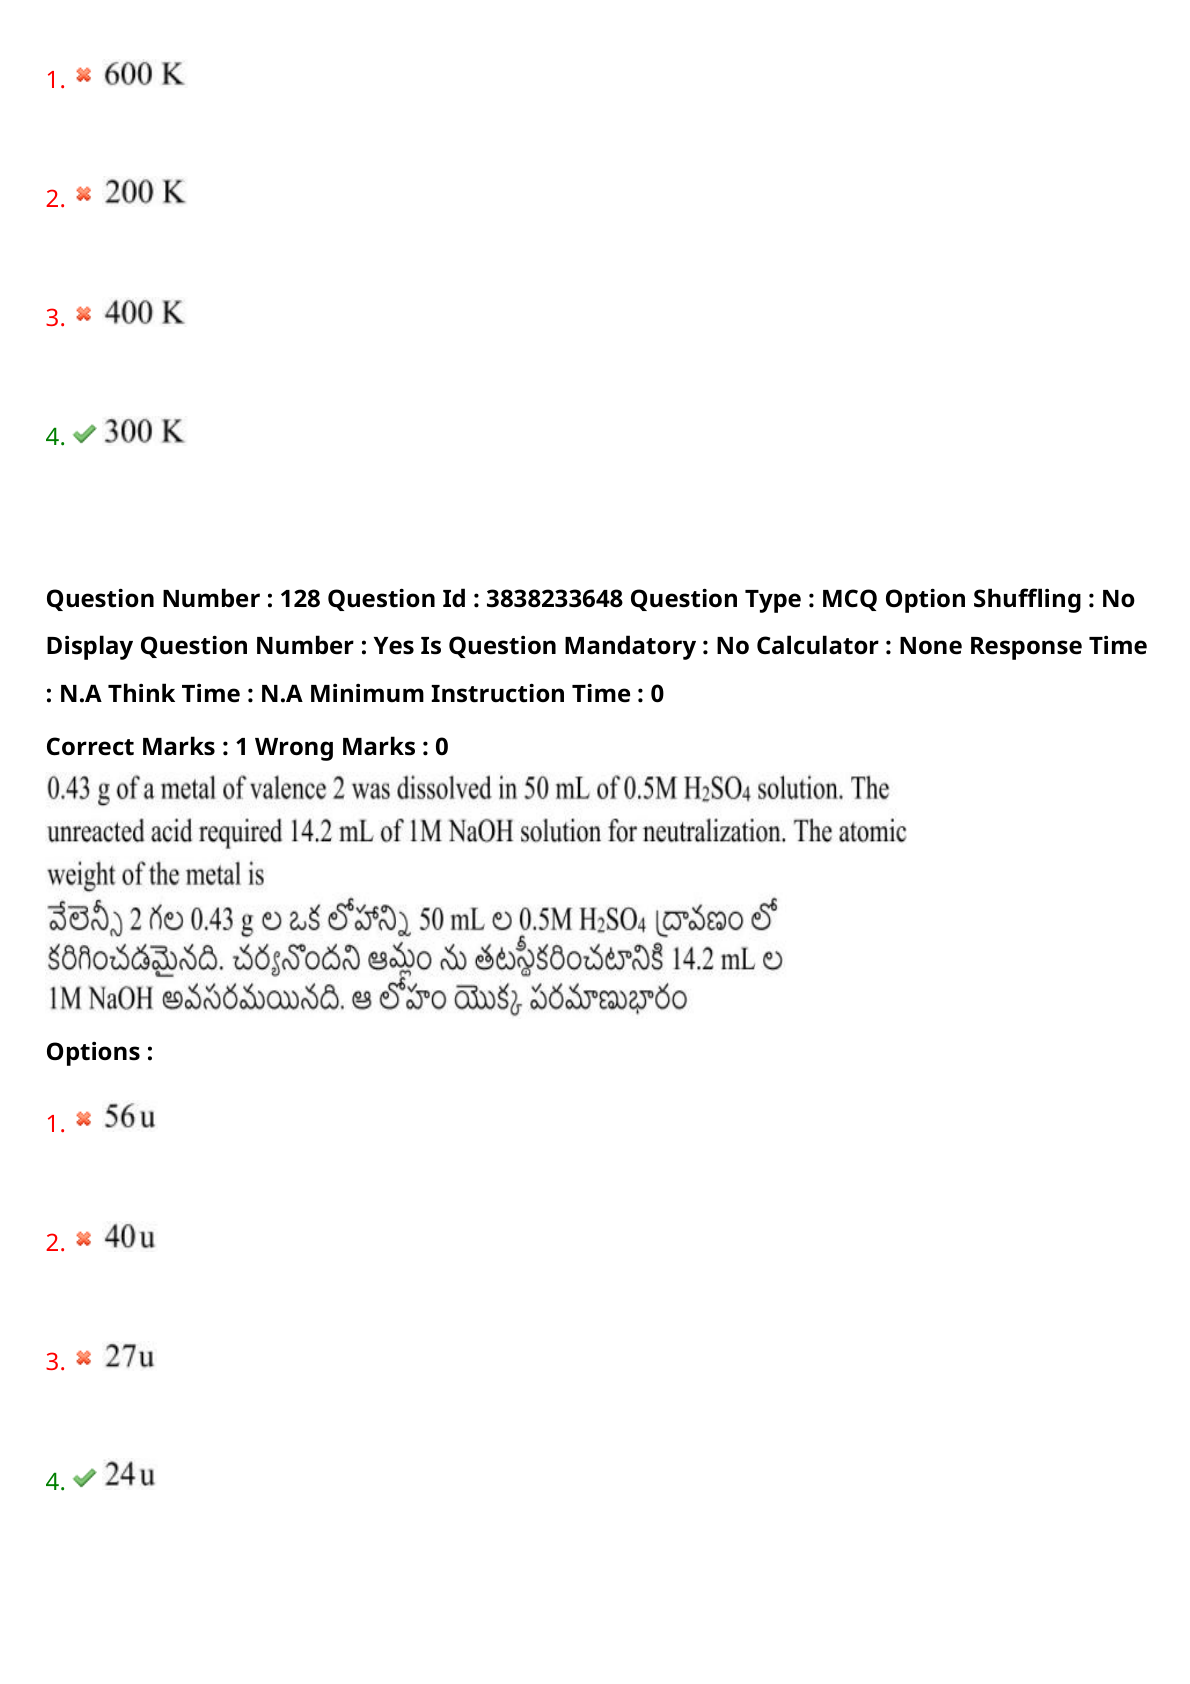 1. 600 K
2. 200 K
3. 400 K
4. 300 K
Question Number : 128 Question Id : 3838233648 Question Type : MCQ Option Shuffling : No
Display Question Number : Yes Is Question Mandatory : No Calculator : None Response Time
: N.A Think Time : N.A Minimum Instruction Time : 0
Correct Marks : 1 Wrong Marks : 0
0.43 g of a metal of valence 2 was dissolved in 50 mL of 0.5M H₂SO₄ solution. The
unreacted acid required 14.2 mL of 1M NaOH solution for neutralization. The atomic
weight of the metal is
వేలెన్సీ 2 గల 0.43 g ల ఒక లోహాన్ని 50 mL ల 0.5M H₂SO₄ ద్రావణం లో
కరిగించడమైనది. చర్యనొందని ఆమ్లం ను తటస్థీకరించటానికి 14.2 mL ల
1M NaOH అవసరమయినది. ఆ లోహం యొక్క పరమాణుభారం
Options :
1. 56 u
2. 40 u
3. 27u
4. 24 u